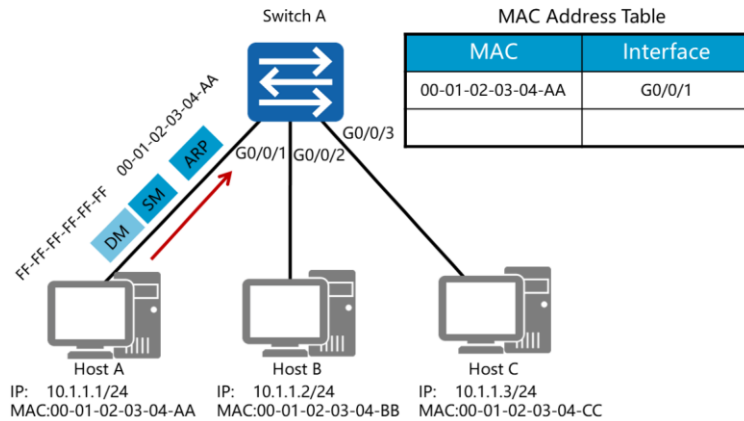 Switch A
MAC Address Table
MAC Interface
00-01-02-03-04-AA G0/0/1
FF-FF-FF-FF-FF-FF 00-01-02-03-04-AA
DM SM ARP
G0/0/1 G0/0/2 G0/0/3
Host A
IP: 10.1.1.1/24
MAC:00-01-02-03-04-AA
Host B
IP: 10.1.1.2/24
MAC:00-01-02-03-04-BB
Host C
IP: 10.1.1.3/24
MAC:00-01-02-03-04-CC